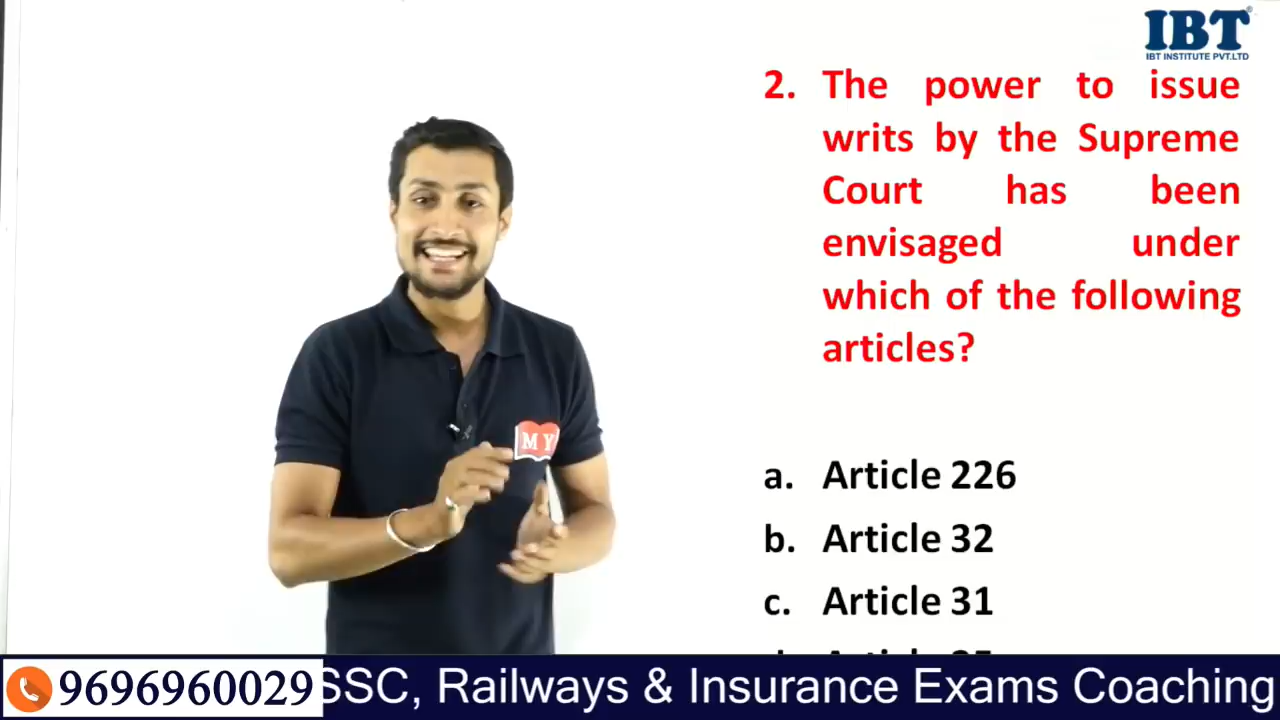 IBT
IBT INSTITUTE PVT.LTD
2. The power to issue
writs by the Supreme
Court has been
envisaged under
which of the following
articles?
a. Article 226
b. Article 32
c. Article 31
MY
9696960029 SSC, Railways & Insurance Exams Coaching